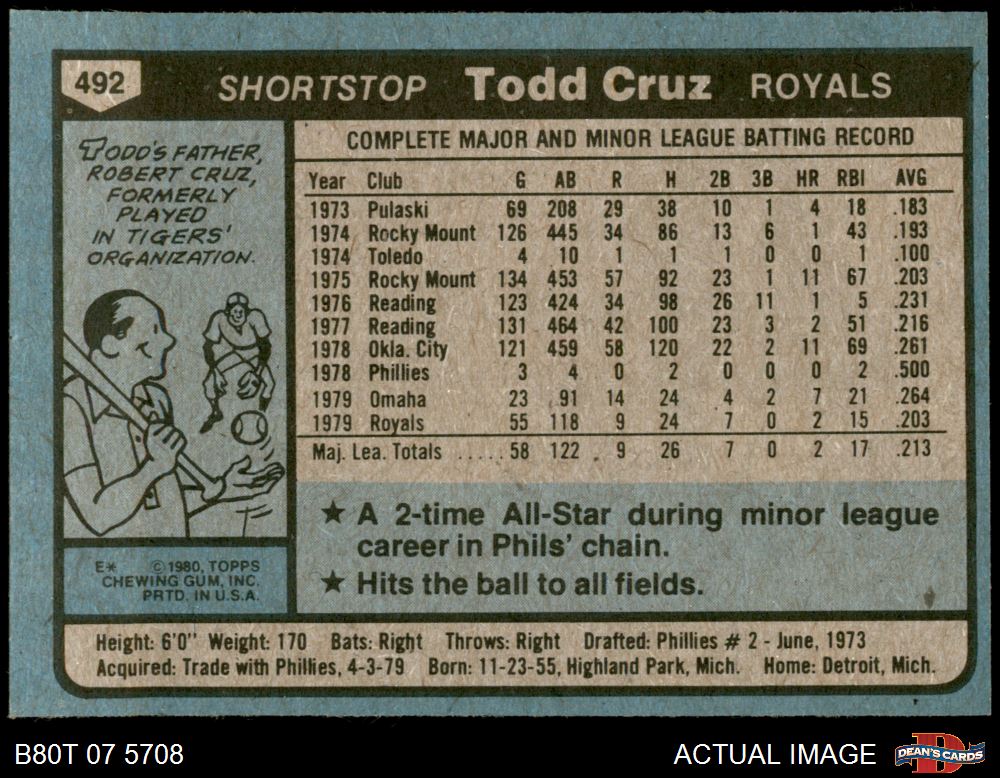 492
SHORTSTOP Todd Cruz ROYALS
TODD'S FATHER,
ROBERT CRUZ,
FORMERLY
PLAYED
IN TIGERS'
ORGANIZATION.
E* © 1980, TOPPS
CHEWING GUM, INC.
PRTD. IN U.S.A.
COMPLETE MAJOR AND MINOR LEAGUE BATTING RECORD
Year Club G AB R H 2B 3B HR RBI AVG
1973 Pulaski 69 208 29 38 10 1 4 18 .183
1974 Rocky Mount 126 445 34 86 13 6 1 43 .193
1974 Toledo 4 10 1 1 1 0 0 1 .100
1975 Rocky Mount 134 453 57 92 23 1 11 67 .203
1976 Reading 123 424 34 98 26 11 1 5 .231
1977 Reading 131 464 42 100 23 3 2 51 .216
1978 Okla. City 121 459 58 120 22 2 11 69 .261
1978 Phillies 3 4 0 2 0 0 0 2 .500
1979 Omaha 23 91 14 24 4 2 7 21 .264
1979 Royals 55 118 9 24 7 0 2 15 .203
Maj. Lea. Totals ..... 58 122 9 26 7 0 2 17 .213
★ A 2-time All-Star during minor league
career in Phils' chain.
★ Hits the ball to all fields.
Height: 6'0" Weight: 170 Bats: Right Throws: Right Drafted: Phillies # 2 - June, 1973
Acquired: Trade with Phillies, 4-3-79 Born: 11-23-55, Highland Park, Mich. Home: Detroit, Mich.
B80T 07 5708 ACTUAL IMAGE DEAN'S CARDS